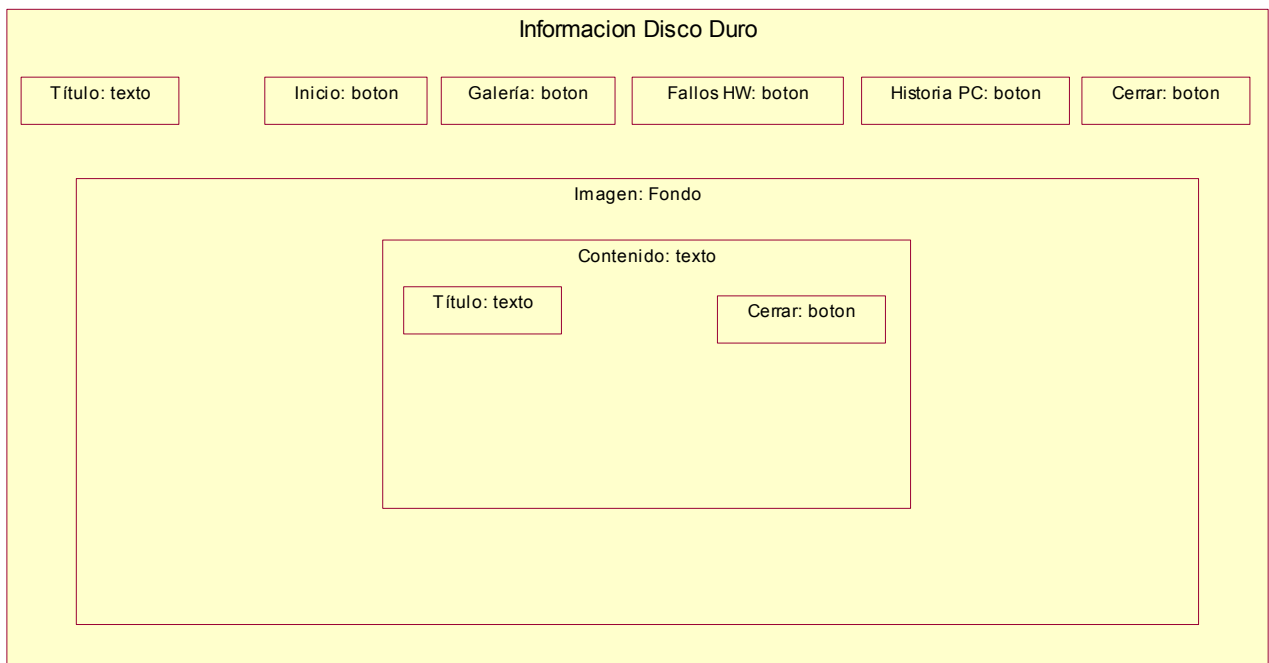 Informacion Disco Duro
Título: texto
Inicio: boton
Galería: boton
Fallos HW: boton
Historia PC: boton
Cerrar: boton
Imagen: Fondo
Contenido: texto
Título: texto
Cerrar: boton